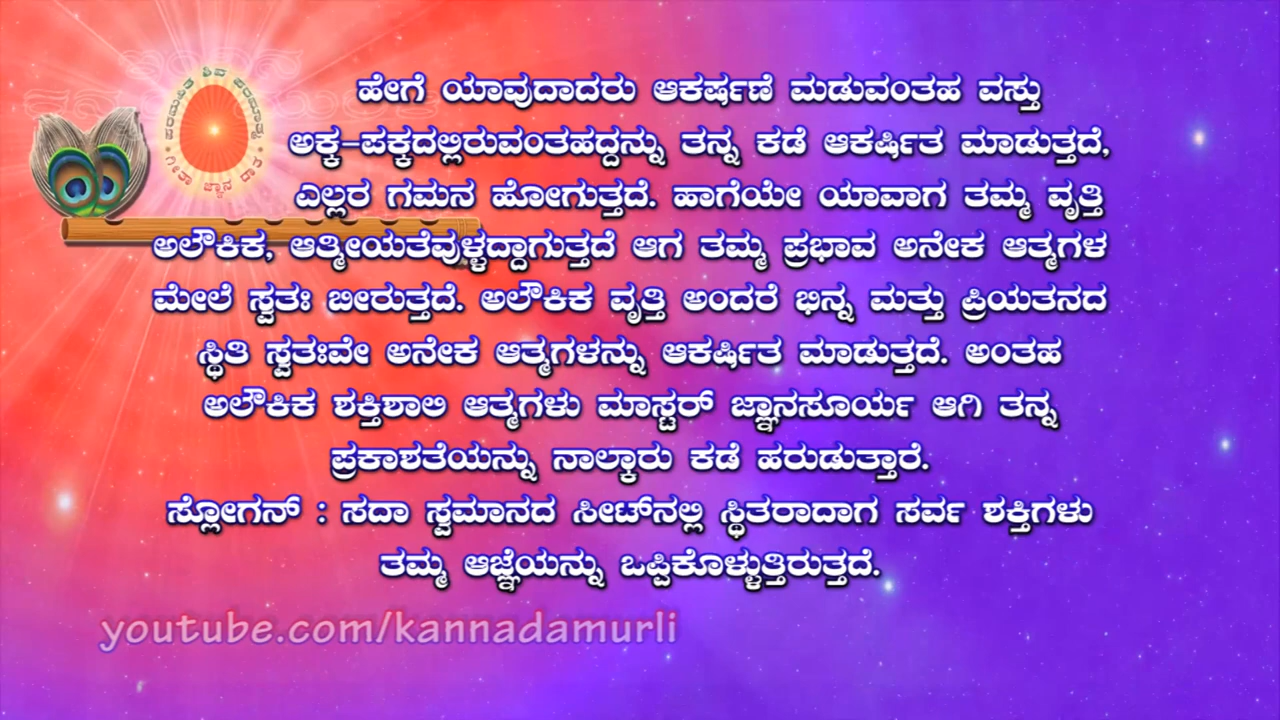 ಹೇಗೆ ಯಾವುದಾದರು ಆಕರ್ಷಣೆ ಮಡುವಂತಹ ವಸ್ತು
ಅಕ್ಕ-ಪಕ್ಕದಲ್ಲಿರುವಂತಹದ್ದನ್ನು ತನ್ನ ಕಡೆ ಆಕರ್ಷಿತ ಮಾಡುತ್ತದೆ,
ಎಲ್ಲರ ಗಮನ ಹೋಗುತ್ತದೆ. ಹಾಗೆಯೇ ಯಾವಾಗ ತಮ್ಮ ವೃತ್ತಿ
ಅಲೌಕಿಕ, ಆತ್ಮೀಯತೆವುಳ್ಳದ್ದಾಗುತ್ತದೆ ಆಗ ತಮ್ಮ ಪ್ರಭಾವ ಅನೇಕ ಆತ್ಮಗಳ
ಮೇಲೆ ಸ್ವತಃ ಬೀರುತ್ತದೆ. ಅಲೌಕಿಕ ವೃತ್ತಿ ಅಂದರೆ ಭಿನ್ನ ಮತ್ತು ಪ್ರಿಯತನದ
ಸ್ಥಿತಿ ಸ್ವತಃವೇ ಅನೇಕ ಆತ್ಮಗಳನ್ನು ಆಕರ್ಷಿತ ಮಾಡುತ್ತದೆ. ಅಂತಹ
ಅಲೌಕಿಕ ಶಕ್ತಿಶಾಲಿ ಆತ್ಮಗಳು ಮಾಸ್ಟರ್ ಜ್ಞಾನಸೂರ್ಯ ಆಗಿ ತನ್ನ
ಪ್ರಕಾಶತೆಯನ್ನು ನಾಲ್ಕಾರು ಕಡೆ ಹರುಡುತ್ತಾರೆ.
ಸ್ಲೋಗನ್ : ಸದಾ ಸ್ವಮಾನದ ಸೀಟ್‌ನಲ್ಲಿ ಸ್ಥಿತರಾದಾಗ ಸರ್ವ ಶಕ್ತಿಗಳು
ತಮ್ಮ ಆಜ್ಞೆಯನ್ನು ಒಪ್ಪಿಕೊಳ್ಳುತ್ತಿರುತ್ತದೆ.
youtube.com/kannadamurli